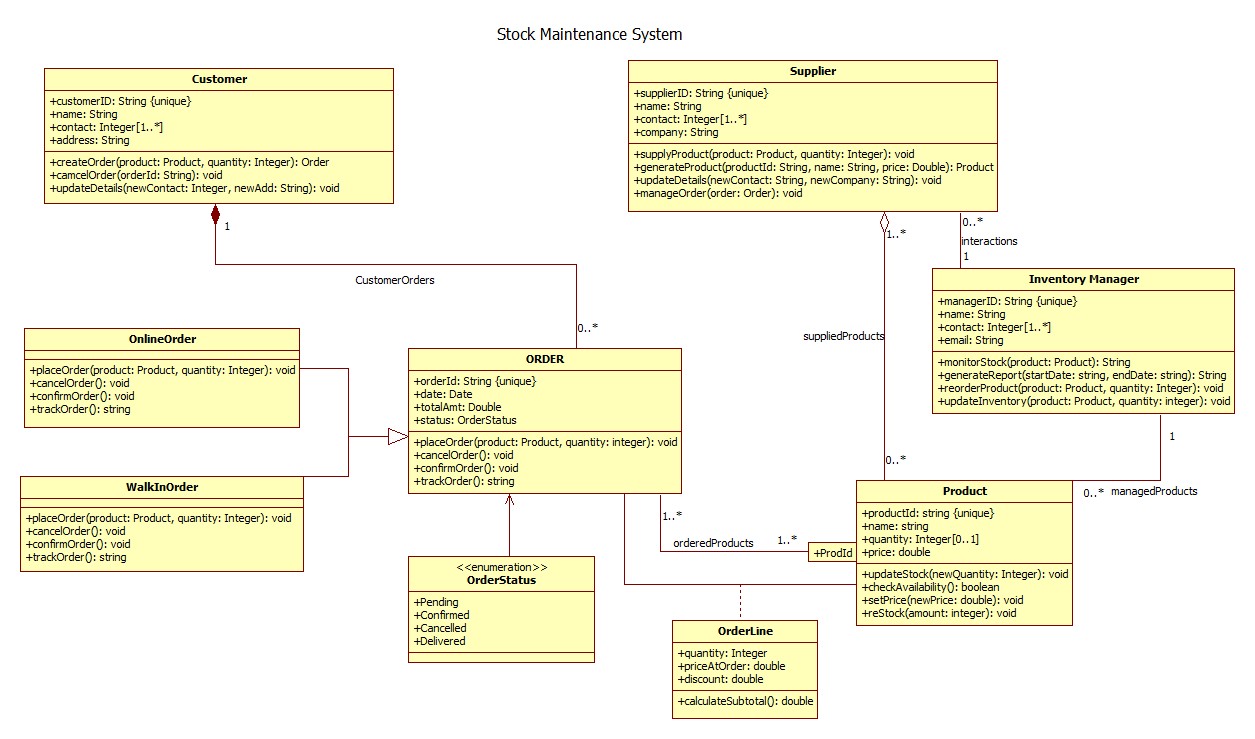 Stock Maintenance System
Customer
+customerID: String {unique}
+name: String
+contact: Integer[1..*]
+address: String
+createOrder(product: Product, quantity: Integer): Order
+camcelOrder(orderId: String): void
+updateDetails(newContact: Integer, newAdd: String): void
Supplier
+supplierID: String {unique}
+name: String
+contact: Integer[1..*]
+company: String
+supplyProduct(product: Product, quantity: Integer): void
+generateProduct(productId: String, name: String, price: Double): Product
+updateDetails(newContact: String, newCompany: String): void
+manageOrder(order: Order): void
1
CustomerOrders
0..*
1..*
0..*
interactions
1
Inventory Manager
+managerID: String {unique}
+name: String
+contact: Integer[1..*]
+email: String
+monitorStock(product: Product): String
+generateReport(startDate: string, endDate: string): String
+reorderProduct(product: Product, quantity: Integer): void
+updateInventory(product: Product, quantity: integer): void
suppliedProducts
0..*
1
0..* managedProducts
OnlineOrder
+placeOrder(product: Product, quantity: Integer): void
+cancelOrder(): void
+confirmOrder(): void
+trackOrder(): string
ORDER
+orderId: String {unique}
+date: Date
+totalAmt: Double
+status: OrderStatus
+placeOrder(product: Product, quantity: integer): void
+cancelOrder(): void
+confirmOrder(): void
+trackOrder(): string
WalkInOrder
+placeOrder(product: Product, quantity: Integer): void
+cancelOrder(): void
+confirmOrder(): void
+trackOrder(): string
1..*
orderedProducts
1..*
+ProdId
Product
+productId: string {unique}
+name: string
+quantity: Integer[0..1]
+price: double
+updateStock(newQuantity: Integer): void
+checkAvailability(): boolean
+setPrice(newPrice: double): void
+reStock(amount: integer): void
<<enumeration>>
OrderStatus
+Pending
+Confirmed
+Cancelled
+Delivered
OrderLine
+quantity: Integer
+priceAtOrder: double
+discount: double
+calculateSubtotal(): double